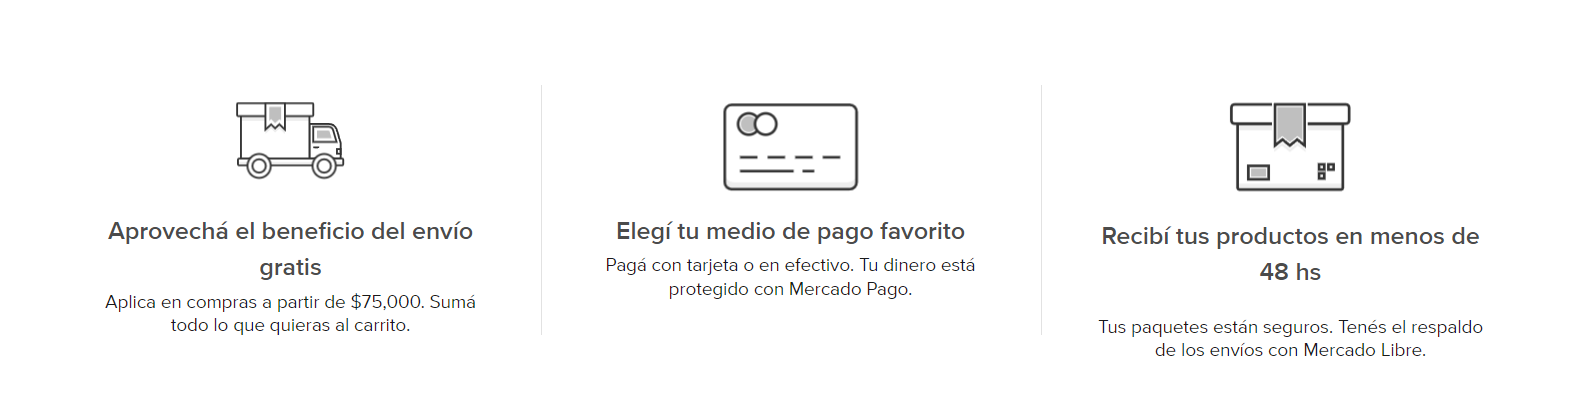 Aprovechá el beneficio del envío
gratis
Aplica en compras a partir de $75,000. Sumá
todo lo que quieras al carrito.
Elegí tu medio de pago favorito
Pagá con tarjeta o en efectivo. Tu dinero está
protegido con Mercado Pago.
Recibí tus productos en menos de
48 hs
Tus paquetes están seguros. Tenés el respaldo
de los envíos con Mercado Libre.